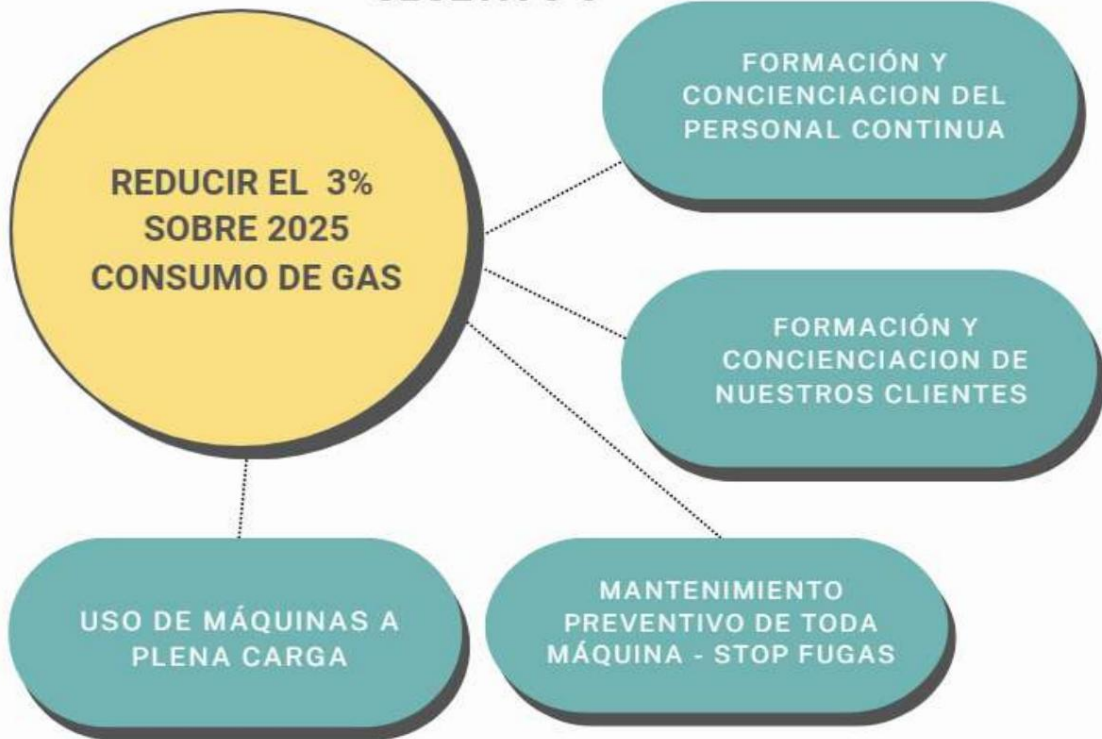 REDUCIR EL 3%
SOBRE 2025
CONSUMO DE GAS
FORMACIÓN Y
CONCIENCIACION DEL
PERSONAL CONTINUA
FORMACIÓN Y
CONCIENCIACION DE
NUESTROS CLIENTES
USO DE MÁQUINAS A
PLENA CARGA
MANTENIMIENTO
PREVENTIVO DE TODA
MÁQUINA - STOP FUGAS